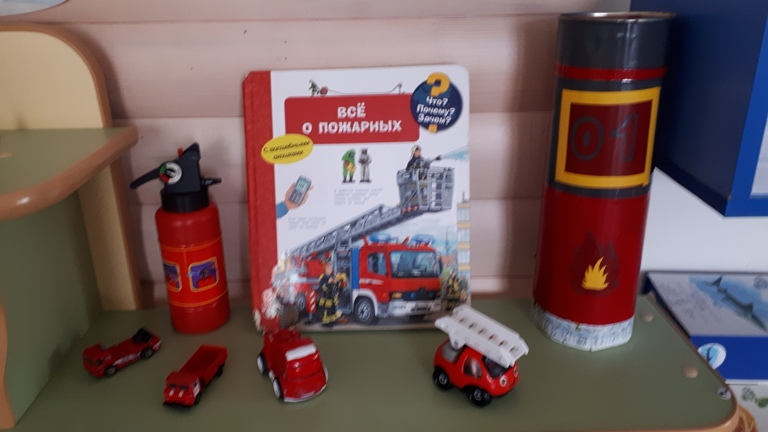 ВСЁ
О ПОЖАРНЫХ
Что?
Почему?
Зачем?
?
С волшебными
окошками
01